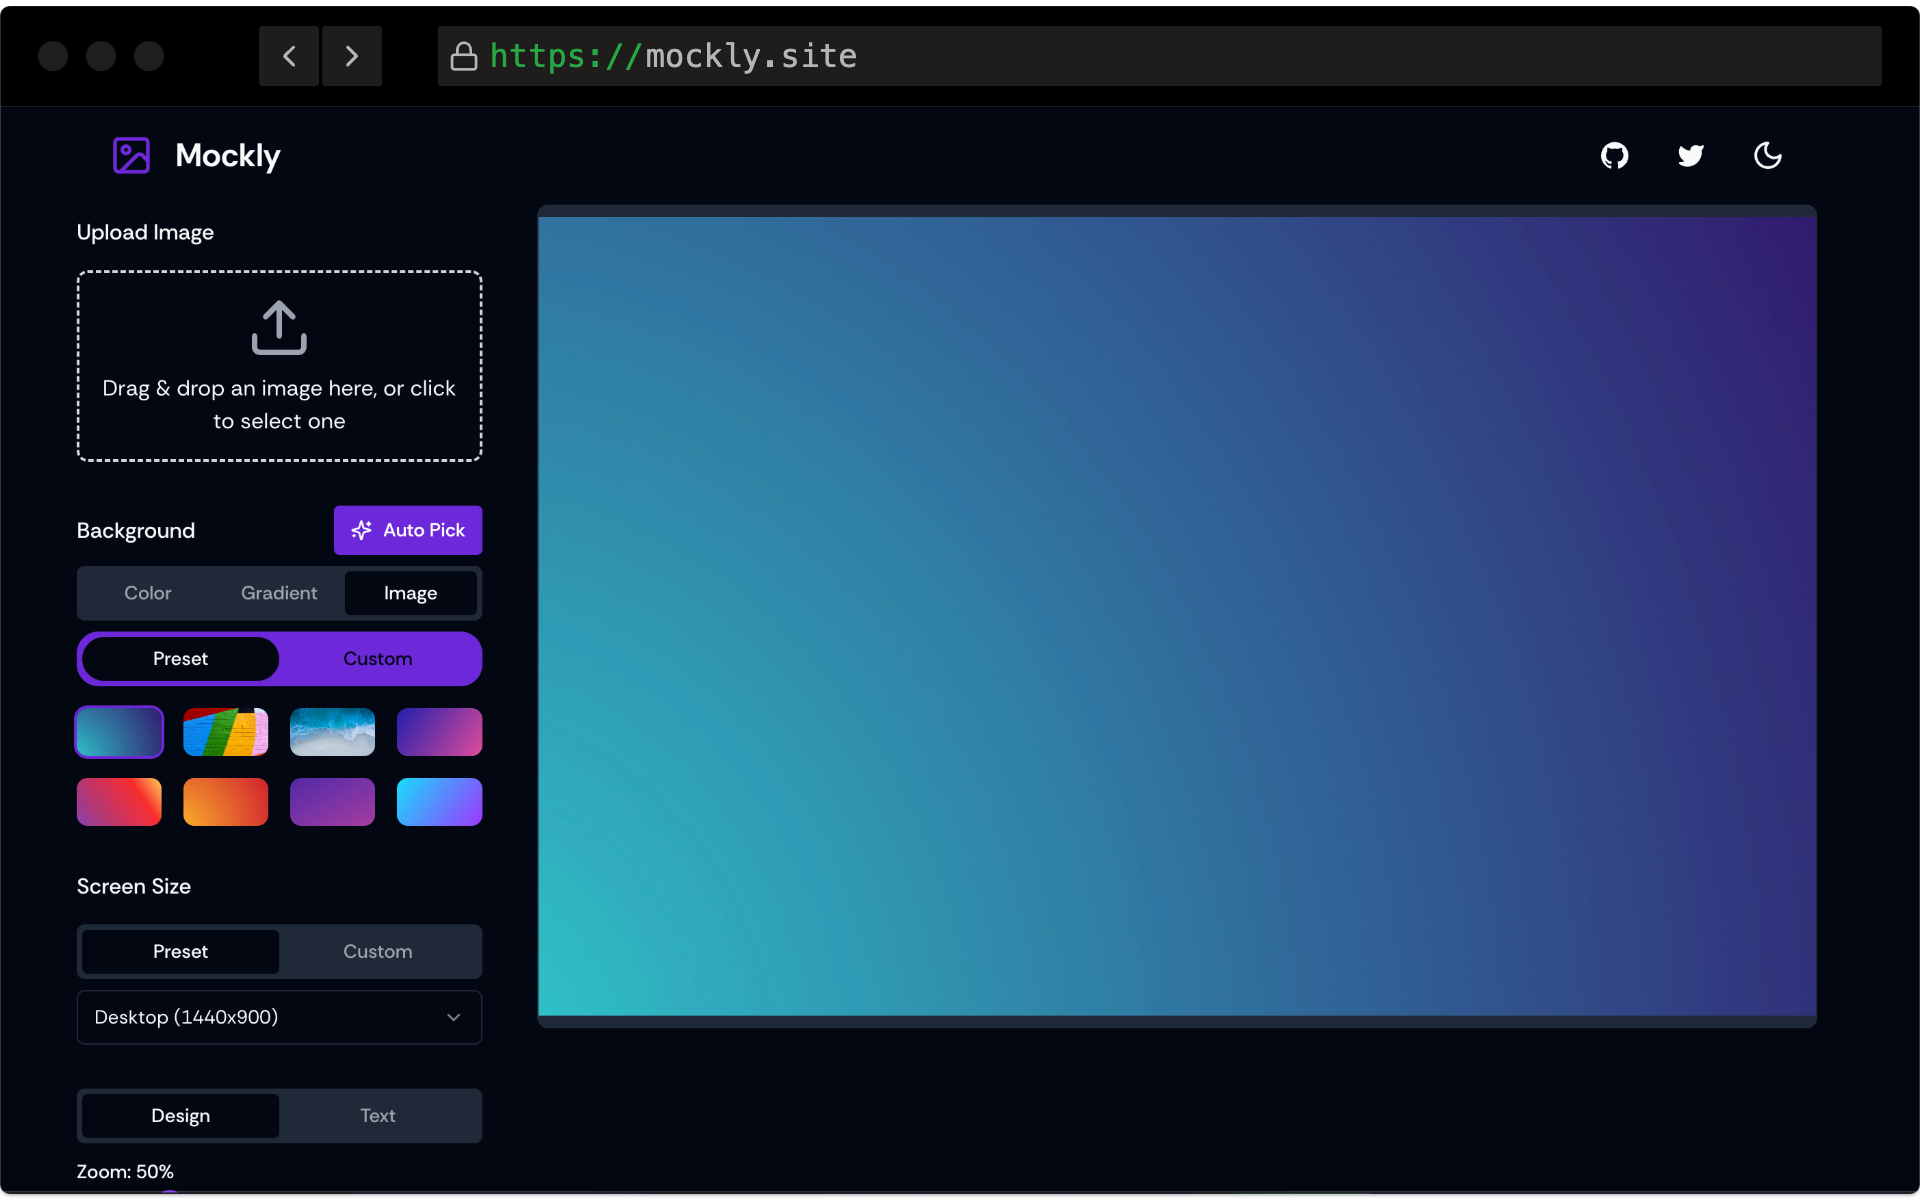 https://mockly.site
Mockly
Upload Image
Drag & drop an image here, or click
to select one
Background
Auto Pick
Color
Gradient
Image
Preset
Custom
Screen Size
Preset
Custom
Desktop (1440x900)
Design
Text
Zoom: 50%